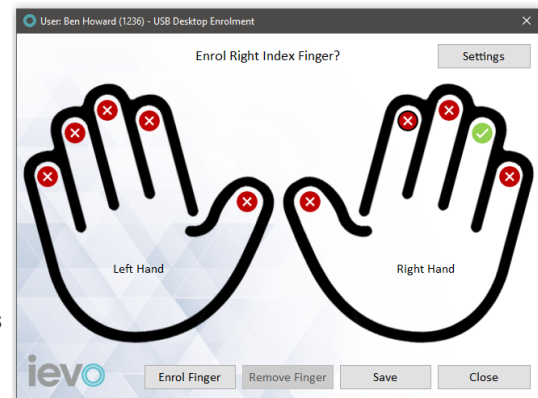 User: Ben Howard (1236) - USB Desktop Enrolment
Enrol Right Index Finger?
Settings
Left Hand
Right Hand
s
ievo
Enrol Finger
Remove Finger
Save
Close